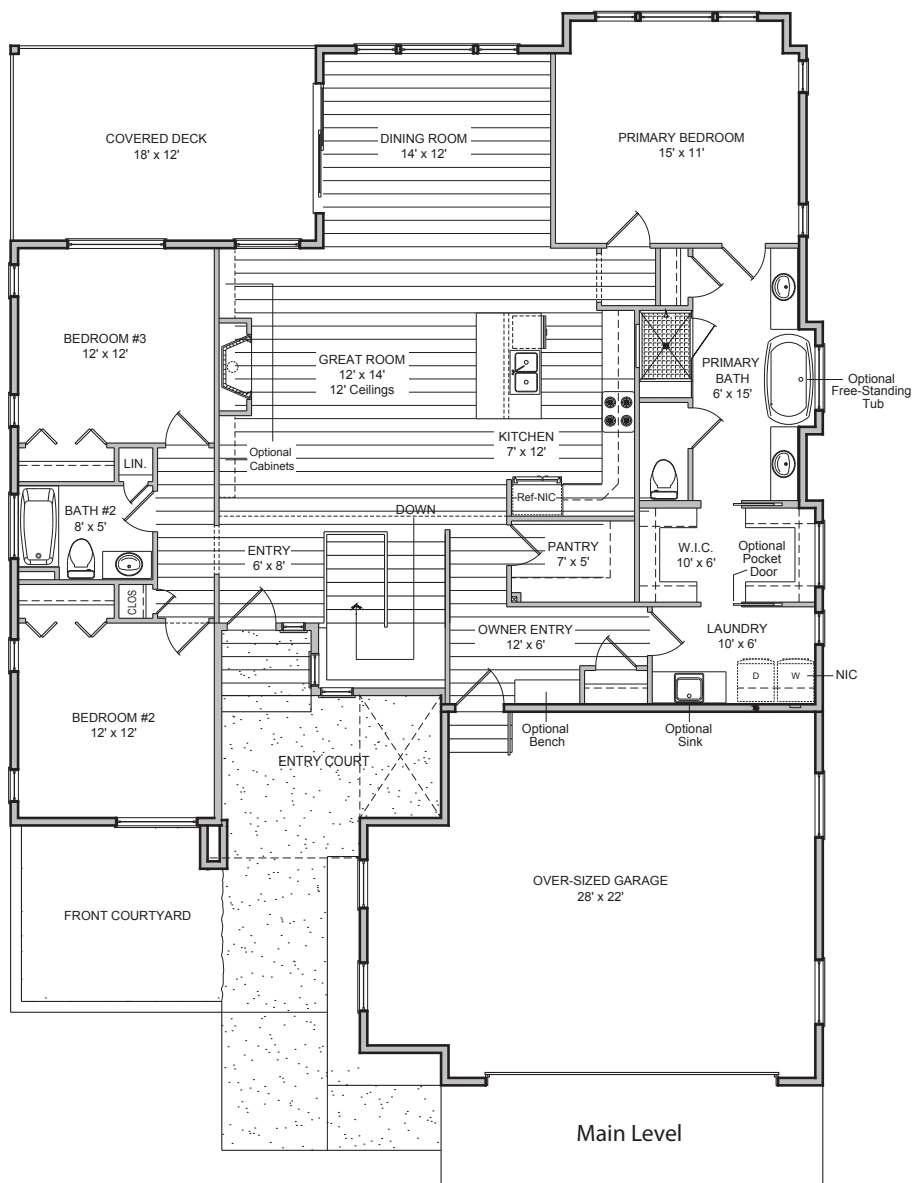 COVERED DECK
18' x 12'
DINING ROOM
14' x 12'
PRIMARY BEDROOM
15' x 11'
BEDROOM #3
12' x 12'
GREAT ROOM
12' x 14'
12' Ceilings
PRIMARY
BATH
6' x 15'
Optional
Free-Standing
Tub
KITCHEN
7' x 12'
Optional
Cabinets
LIN.
Ref-NIC
BATH #2
8' x 5'
DOWN
ENTRY
6' x 8'
PANTRY
7' x 5'
W.I.C.
10' x 6'
Optional
Pocket
Door
CLOS
OWNER ENTRY
12' x 6'
LAUNDRY
10' x 6'
D
W
NIC
BEDROOM #2
12' x 12'
Optional
Bench
Optional
Sink
ENTRY COURT
OVER-SIZED GARAGE
28' x 22'
FRONT COURTYARD
Main Level